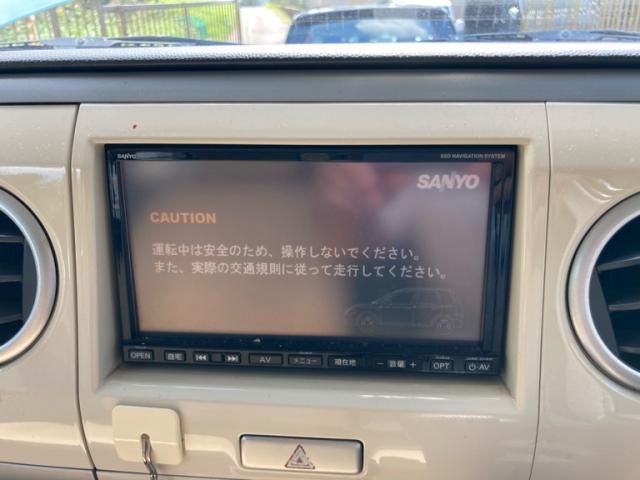 SANYO
SSD NAVIGATION SYSTEM
SANYO
CAUTION
運転中は安全のため、操作しないでください。
また、実際の交通規則に従って走行してください。
OPEN 自宅 AV メニュー 現在地 − 音量 + OPT AV